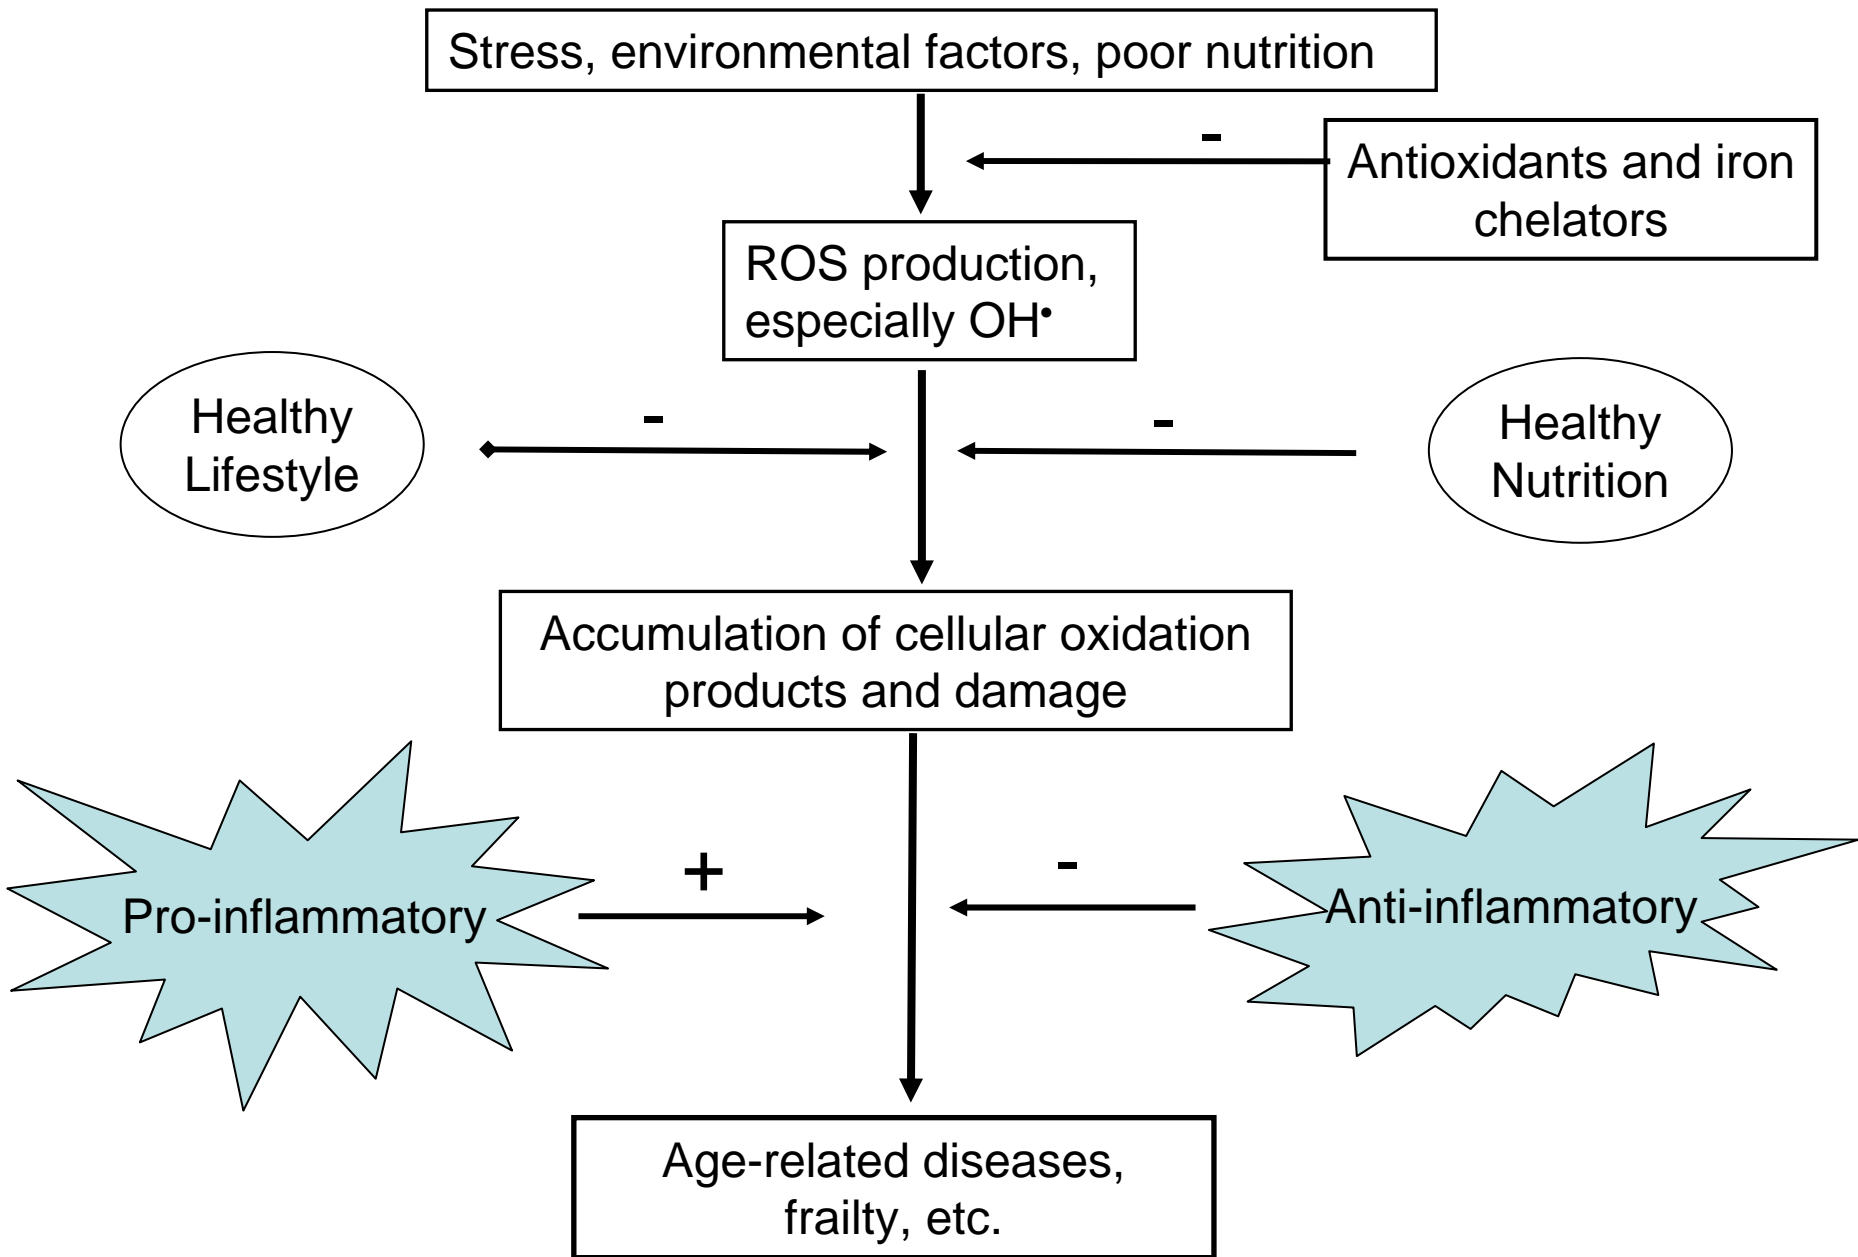 Stress, environmental factors, poor nutrition
-
Antioxidants and iron
chelators
ROS production,
especially OH•
Healthy
Lifestyle
-
-
Healthy
Nutrition
Accumulation of cellular oxidation
products and damage
Pro-inflammatory
+
-
Anti-inflammatory
Age-related diseases,
frailty, etc.